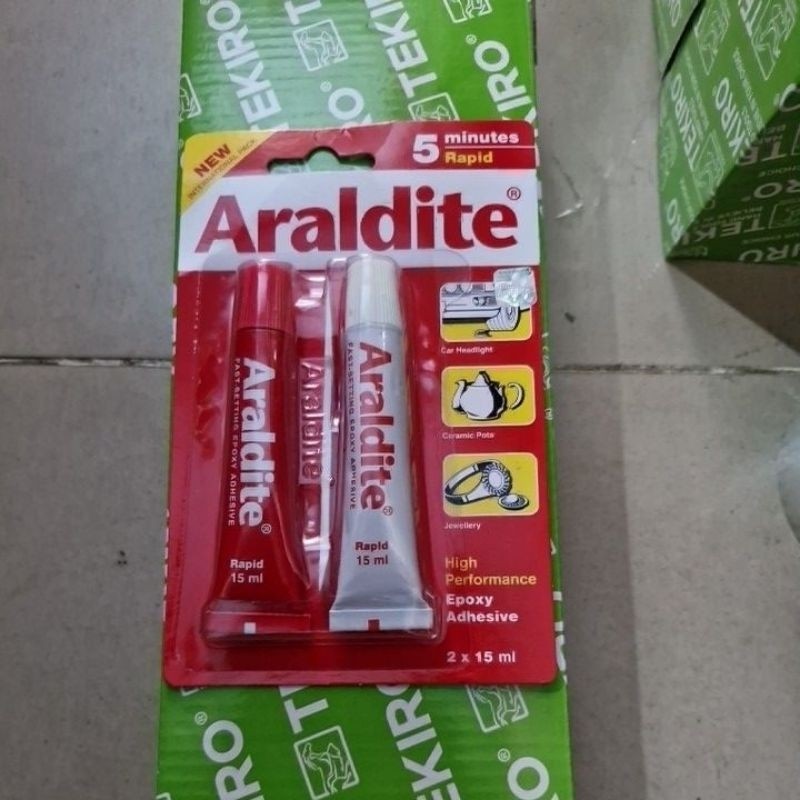 NEW
INTERNATIONAL PACK
5 minutes
Rapid
Araldite®
Araldite®
FAST-SETTING EPOXY ADHESIVE
Rapid
15 ml
Araldite
Araldite®
FAST-SETTING EPOXY ADHESIVE
Rapid
15 ml
Car Headlight
Ceramic Pots
Jewellery
High
Performance
Epoxy
Adhesive
2 x 15 ml
TEKIRO®
TEKIRO®
TEKIRO®
TEKIRO®
TEKIRO